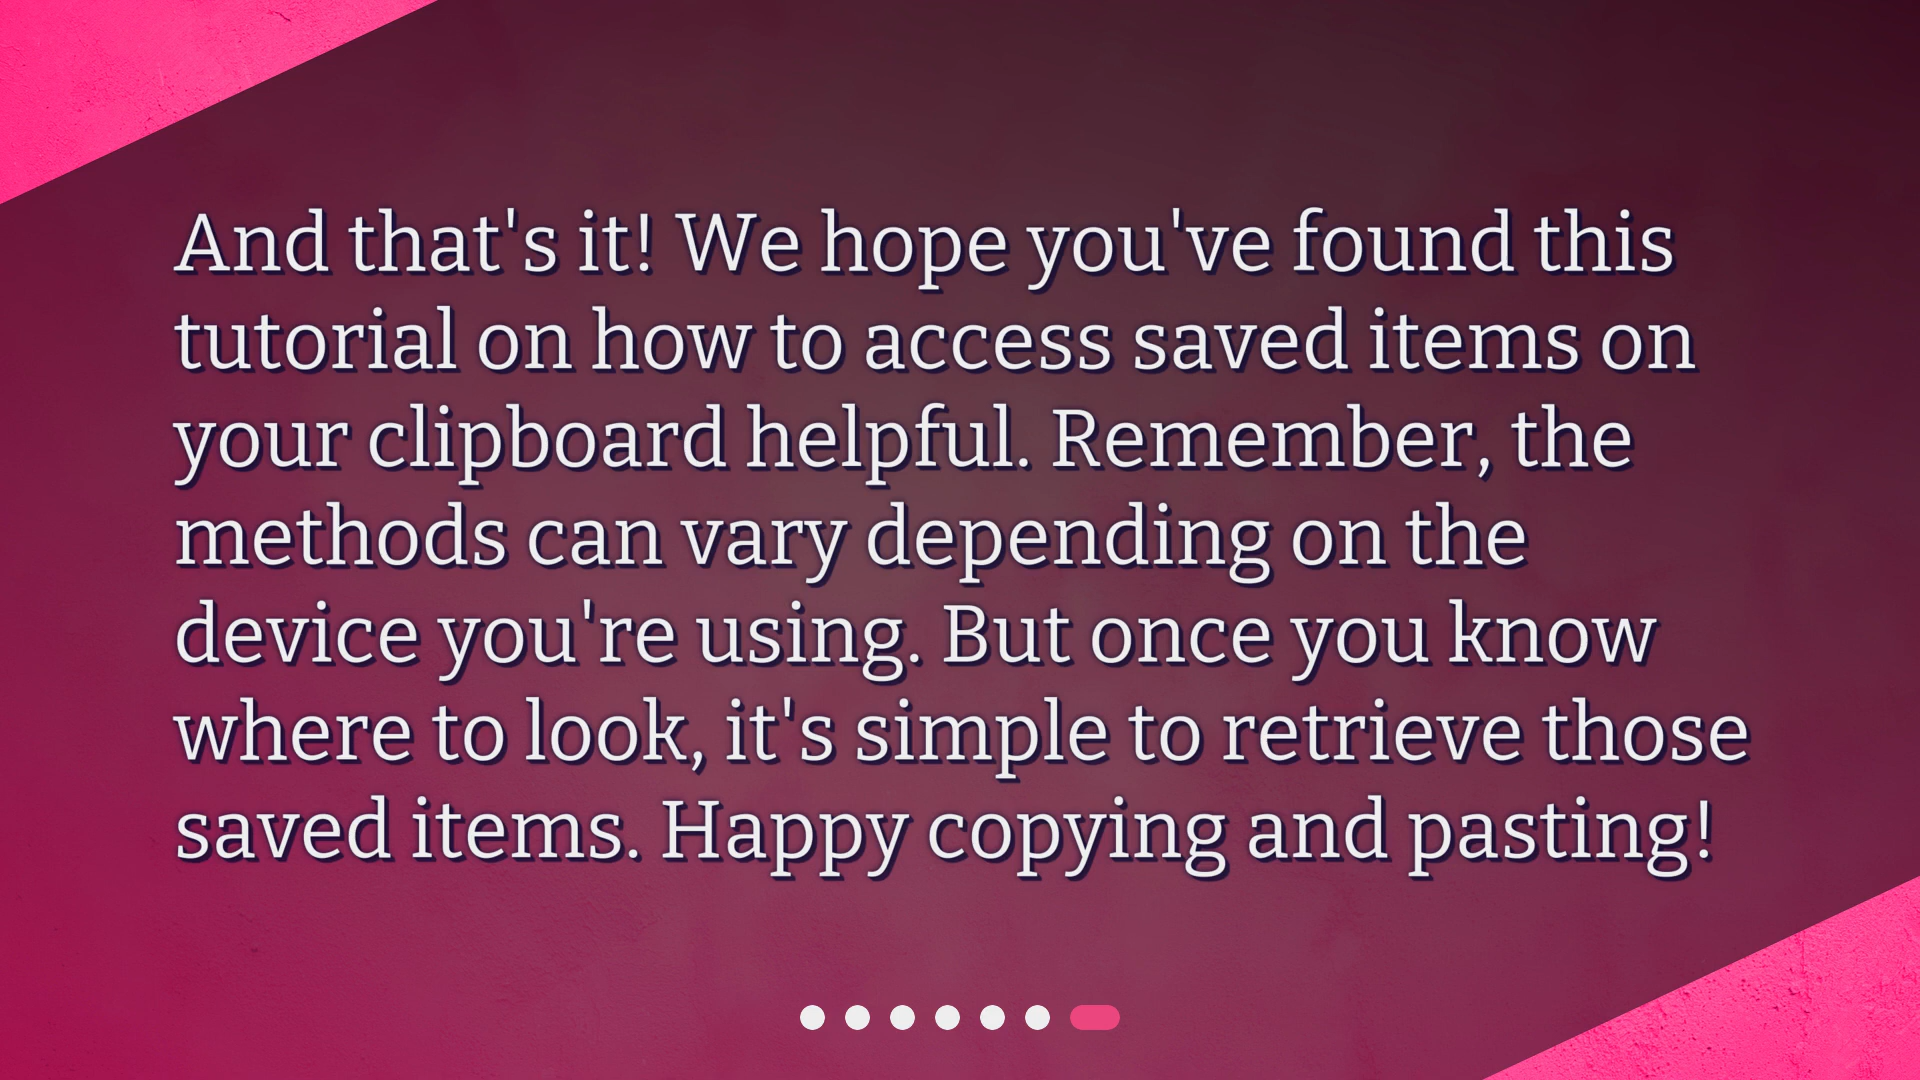 And that's it! We hope you've found this
tutorial on how to access saved items on
your clipboard helpful. Remember, the
methods can vary depending on the
device you're using. But once you know
where to look, it's simple to retrieve those
saved items. Happy copying and pasting!